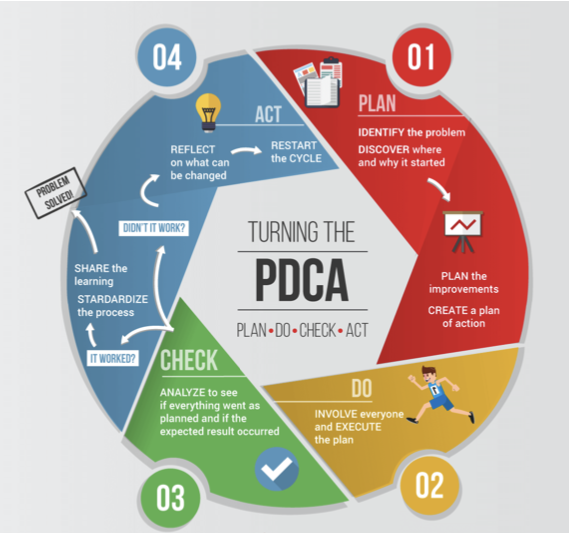 TURNING THE
PDCA
PLAN•DO•CHECK•ACT
01
PLAN
IDENTIFY the problem
DISCOVER where
and why it started
PLAN the
improvements
CREATE a plan
of action
02
DO
INVOLVE everyone
and EXECUTE
the plan
03
CHECK
ANALYZE to see
if everything went as
planned and if the
expected result occurred
04
ACT
IT WORKED?
STARDARDIZE
the process
SHARE the
learning
PROBLEM
SOLVED!
DIDN'T IT WORK?
REFLECT
on what can
be changed
RESTART
the CYCLE